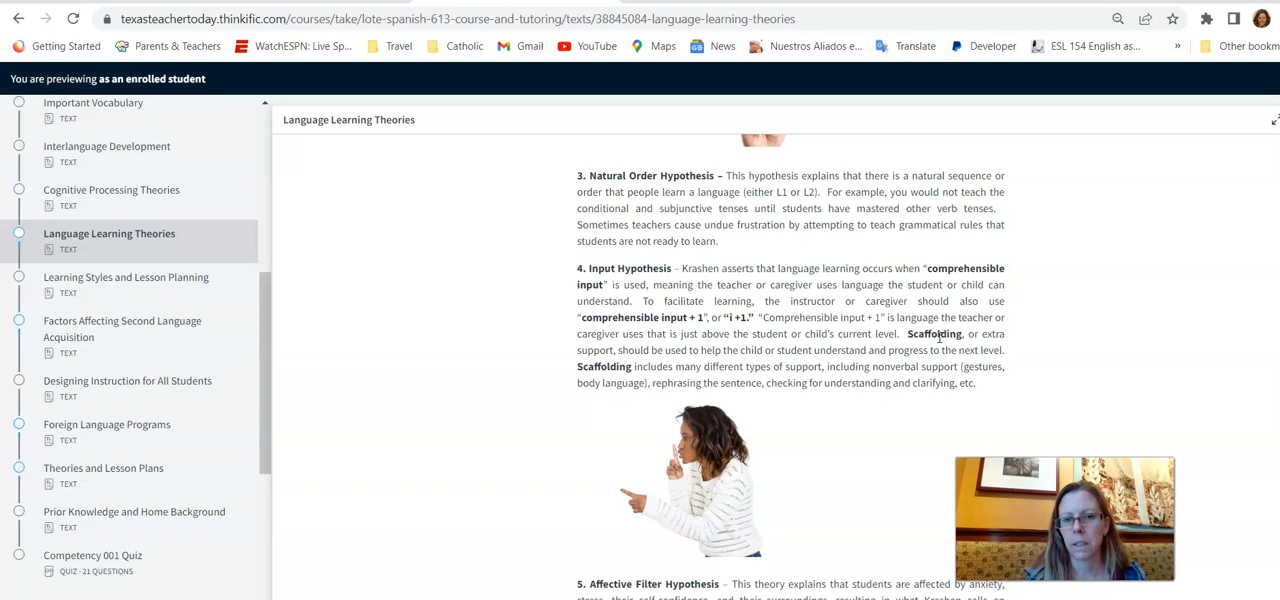 texasteachertoday.thinkific.com/courses/take/lote-spanish-613-course-and-tutoring/texts/38845084-language-learning-theories
Getting Started Parents & Teachers WatchESPN: Live Sp... Travel Catholic Gmail YouTube Maps News Nuestros Aliados e... Translate Developer ESL 154 English as... » Other bookm
You are previewing as an enrolled student
Important Vocabulary
TEXT
Interlanguage Development
TEXT
Cognitive Processing Theories
TEXT
Language Learning Theories
TEXT
Learning Styles and Lesson Planning
TEXT
Factors Affecting Second Language
Acquisition
TEXT
Designing Instruction for All Students
TEXT
Foreign Language Programs
TEXT
Theories and Lesson Plans
TEXT
Prior Knowledge and Home Background
TEXT
Competency 001 Quiz
QUIZ - 21 QUESTIONS
Language Learning Theories
3. Natural Order Hypothesis – This hypothesis explains that there is a natural sequence or
order that people learn a language (either L1 or L2). For example, you would not teach the
conditional and subjunctive tenses until students have mastered other verb tenses.
Sometimes teachers cause undue frustration by attempting to teach grammatical rules that
students are not ready to learn.
4. Input Hypothesis – Krashen asserts that language learning occurs when “comprehensible
input” is used, meaning the teacher or caregiver uses language the student or child can
understand. To facilitate learning, the instructor or caregiver should also use
“comprehensible input + 1”, or “i +1.” “Comprehensible input + 1” is language the teacher or
caregiver uses that is just above the student or child’s current level. Scaffolding, or extra
support, should be used to help the child or student understand and progress to the next level.
Scaffolding includes many different types of support, including nonverbal support (gestures,
body language), rephrasing the sentence, checking for understanding and clarifying, etc.
5. Affective Filter Hypothesis – This theory explains that students are affected by anxiety,
stress, their self-confidence, and their surroundings, resulting in what Krashen calls an